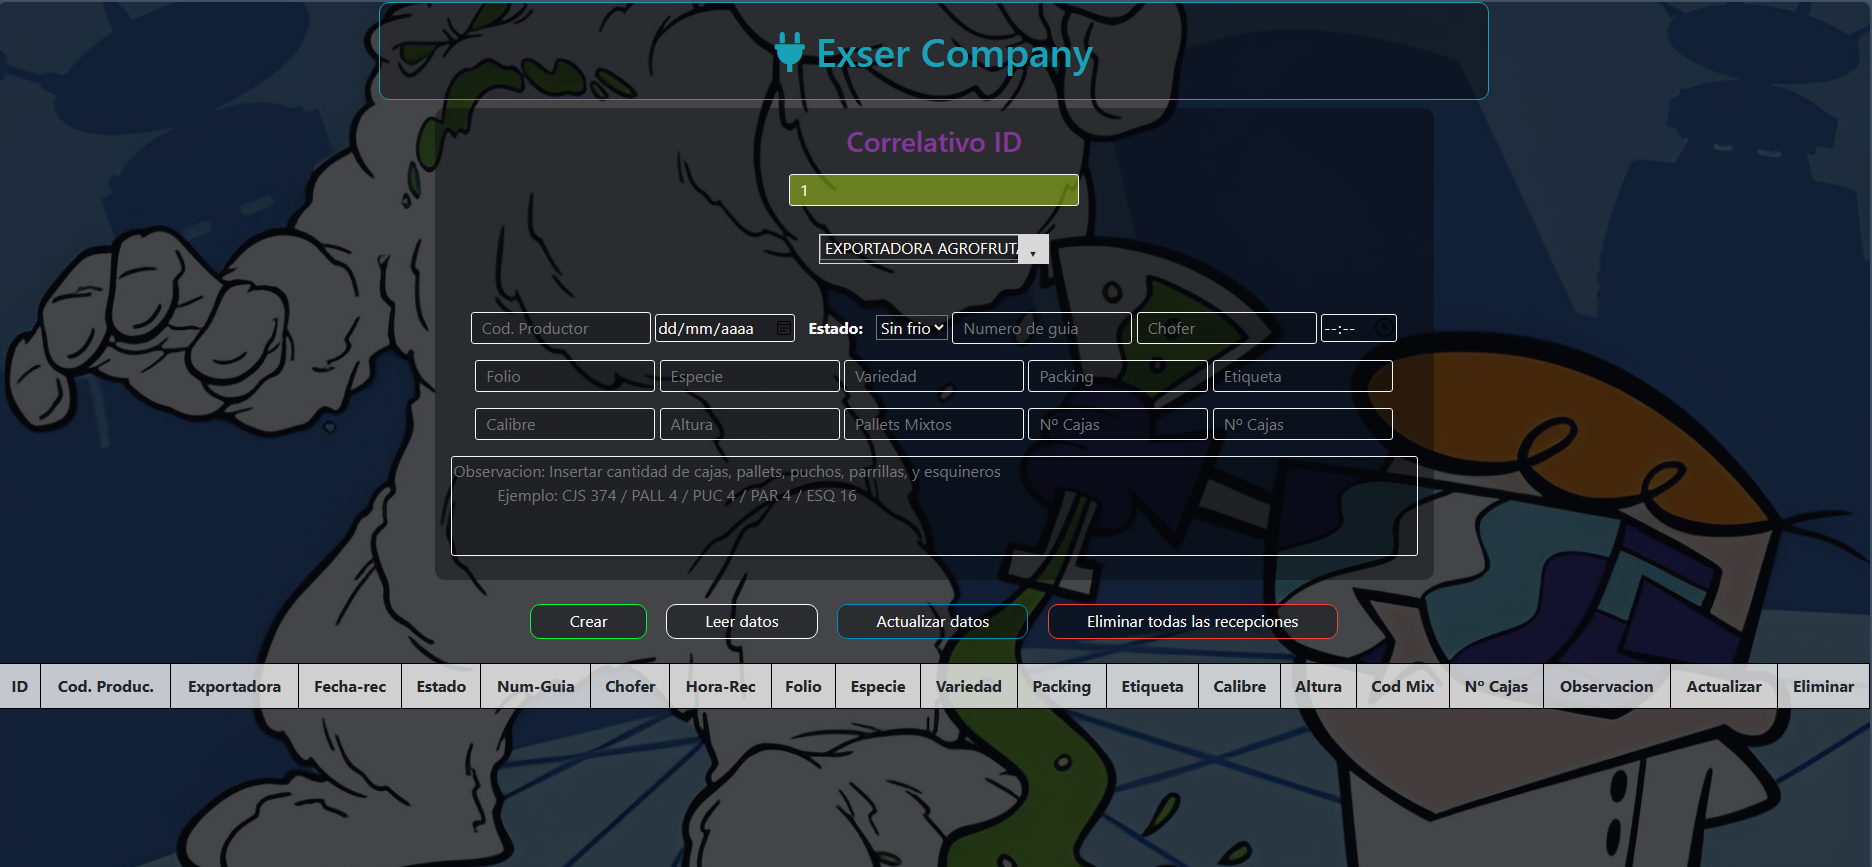 Exser Company
Correlativo ID
1
EXPORTADORA AGROFRUT
Cod. Productor dd/mm/aaaa Estado: Sin frio Numero de guia Chofer --:--
Folio Especie Variedad Packing Etiqueta
Calibre Altura Pallets Mixtos Nº Cajas Nº Cajas
Observacion: Insertar cantidad de cajas, pallets, puchos, parrillas, y esquineros
Ejemplo: CJS 374 / PALL 4 / PUC 4 / PAR 4 / ESQ 16
Crear Leer datos Actualizar datos Eliminar todas las recepciones
ID Cod. Produc. Exportadora Fecha-rec Estado Num-Guia Chofer Hora-Rec Folio Especie Variedad Packing Etiqueta Calibre Altura Cod Mix Nº Cajas Observacion Actualizar Eliminar